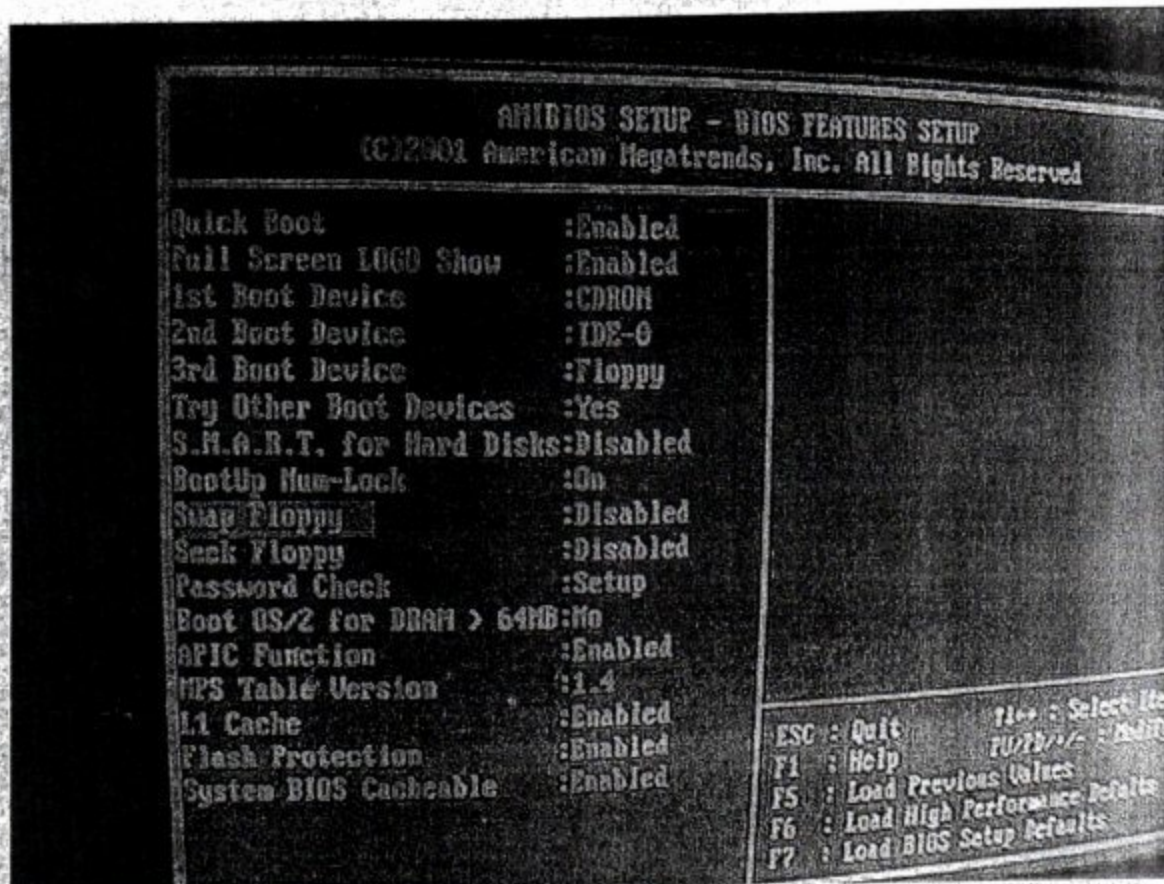 AMIBIOS SETUP - BIOS FEATURES SETUP
(C)2001 American Megatrends, Inc. All Rights Reserved
Quick Boot :Enabled
Full Screen LOGO Show :Enabled
1st Boot Device :CDROM
2nd Boot Device :IDE-0
3rd Boot Device :Floppy
Try Other Boot Devices :Yes
S.M.A.R.T. for Hard Disks:Disabled
BootUp Num-Lock :On
Swap Floppy :Disabled
Seek Floppy :Disabled
Password Check :Setup
Boot OS/2 for DRAM > 64MB:No
APIC Function :Enabled
MPS Table Version :1.4
L1 Cache :Enabled
Flash Protection :Enabled
System BIOS Cacheable :Enabled
ESC : Quit : Select
F1 : Help PU/PD/+/- : Modify
F5 : Load Previous Values
F6 : Load High Performance Defalts
F7 : Load BIOS Setup Defaults